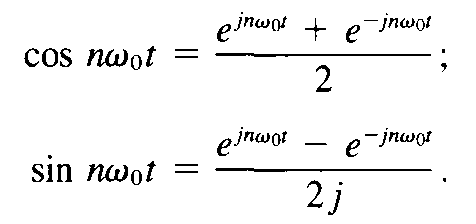 cos nω₀t = (e^{jnω₀t} + e^{-jnω₀t}) / 2 ;
sin nω₀t = (e^{jnω₀t} − e^{-jnω₀t}) / 2j .